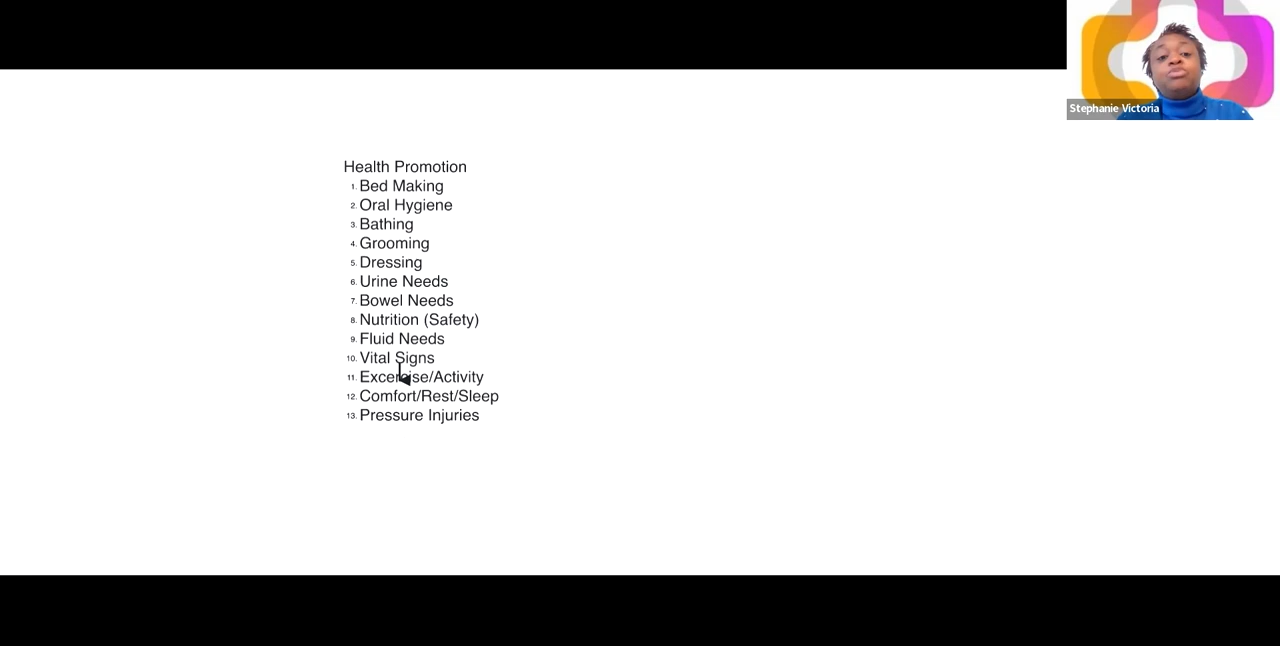 Stephanie Victoria
Health Promotion
1. Bed Making
2. Oral Hygiene
3. Bathing
4. Grooming
5. Dressing
6. Urine Needs
7. Bowel Needs
8. Nutrition (Safety)
9. Fluid Needs
10. Vital Signs
11. Excercise/Activity
12. Comfort/Rest/Sleep
13. Pressure Injuries